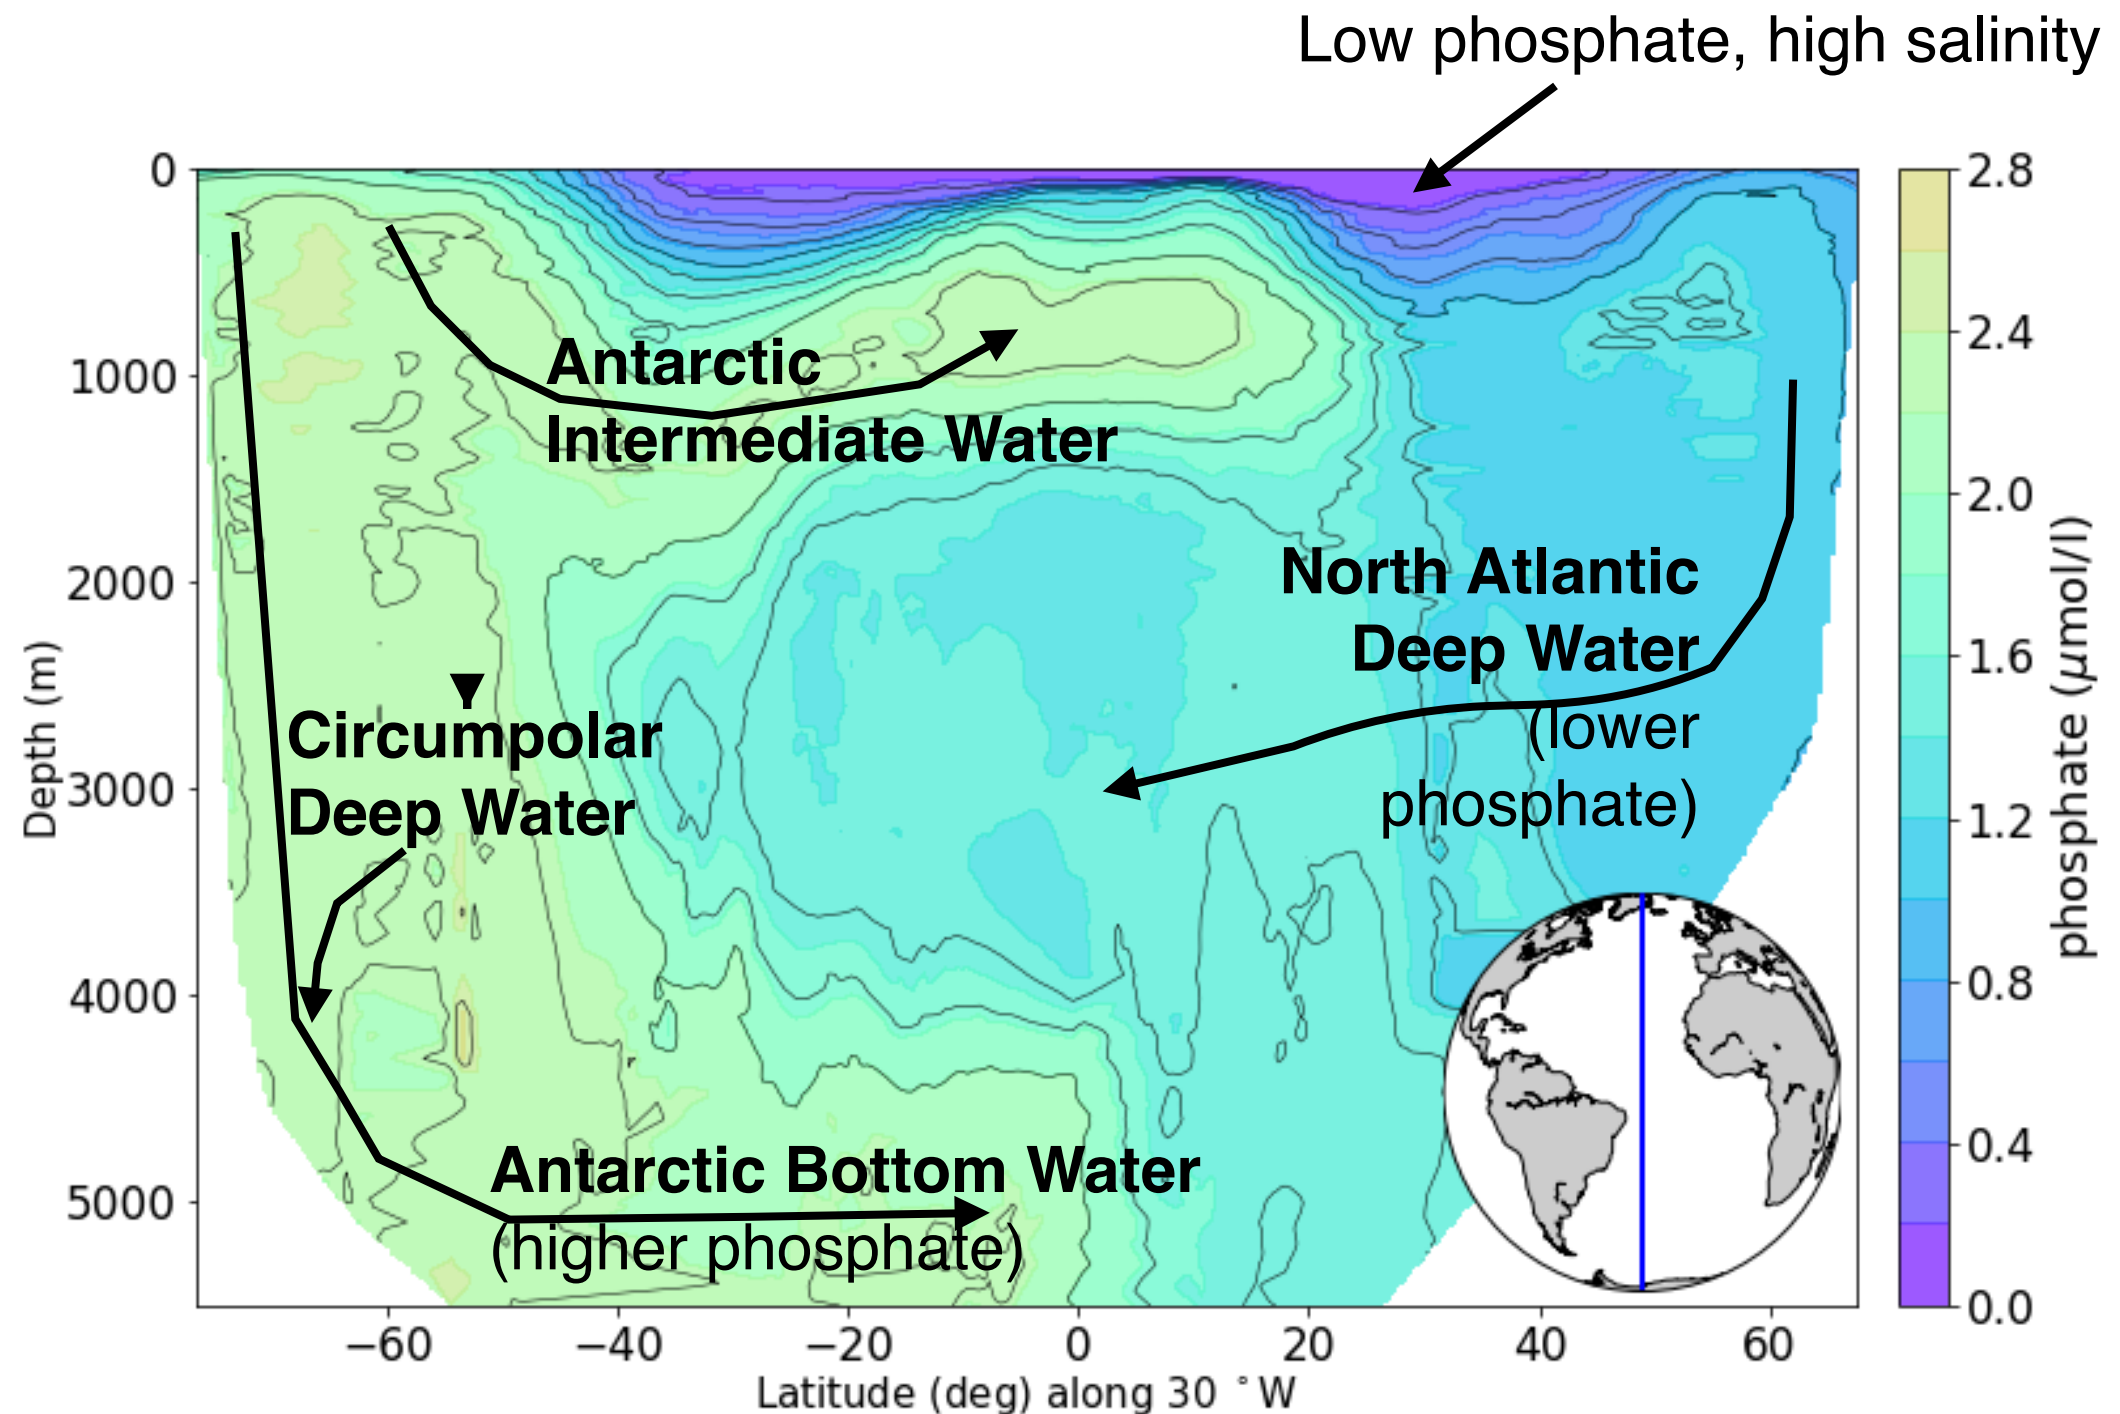 Low phosphate, high salinity
0
1000
2000
3000
4000
5000
Depth (m)
Antarctic
Intermediate Water
North Atlantic
Deep Water
(lower
phosphate)
Circumpolar
Deep Water
Antarctic Bottom Water
(higher phosphate)
−60
−40
−20
0
20
40
60
Latitude (deg) along 30 °W
2.8
2.4
2.0
1.6
1.2
0.8
0.4
0.0
phosphate (μmol/l)